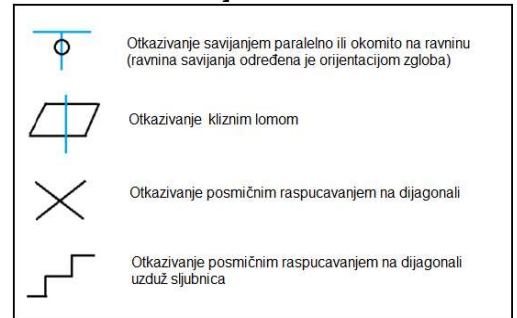 Otkazivanje savijanjem paralelno ili okomito na ravninu
(ravnina savijanja određena je orijentacijom zgloba)
Otkazivanje kliznim lomom
Otkazivanje posmičnim raspucavanjem na dijagonali
Otkazivanje posmičnim raspucavanjem na dijagonali
uzduž sljubnica